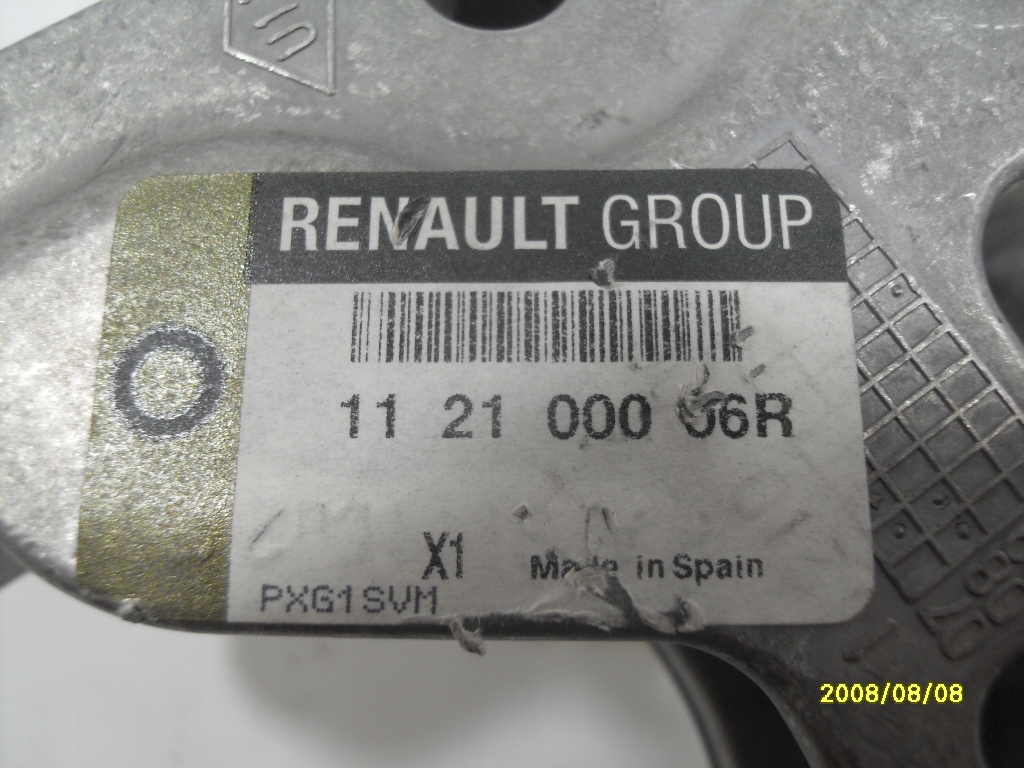 RENAULT GROUP
11 21 000 06R
X1 Made in Spain
PXG1SVM
2008/08/08